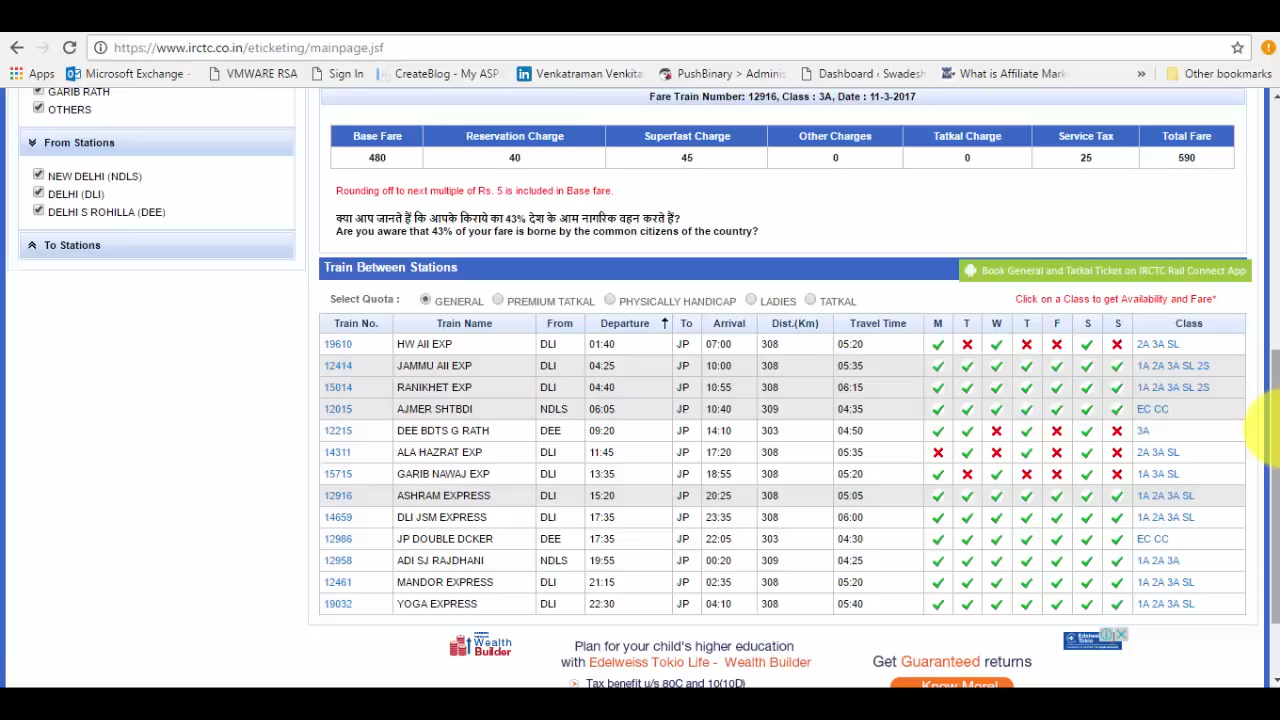 https://www.irctc.co.in/eticketing/mainpage.jsf
Apps Microsoft Exchange - VMWARE RSA Sign In CreateBlog - My ASP. Venkatraman Venkita PushBinary > Adminis Dashboard ‹ Swadesh What is Affiliate Mark » Other bookmarks
GARIB RATH
OTHERS
From Stations
NEW DELHI (NDLS)
DELHI (DLI)
DELHI S ROHILLA (DEE)
To Stations
Fare Train Number: 12916, Class : 3A, Date : 11-3-2017
Base Fare Reservation Charge Superfast Charge Other Charges Tatkal Charge Service Tax Total Fare
480 40 45 0 0 25 590
Rounding off to next multiple of Rs. 5 is included in Base fare.
क्या आप जानते हैं कि आपके किराये का 43% देश के आम नागरिक वहन करते हैं?
Are you aware that 43% of your fare is borne by the common citizens of the country?
Train Between Stations
Book General and Tatkal Ticket on IRCTC Rail Connect App
Select Quota : GENERAL PREMIUM TATKAL PHYSICALLY HANDICAP LADIES TATKAL
Click on a Class to get Availability and Fare*
Train No. Train Name From Departure To Arrival Dist.(Km) Travel Time M T W T F S S Class
19610 HW AII EXP DLI 01:40 JP 07:00 308 05:20 2A 3A SL
12414 JAMMU AII EXP DLI 04:25 JP 10:00 308 05:35 1A 2A 3A SL 2S
15014 RANIKHET EXP DLI 04:40 JP 10:55 308 06:15 1A 2A 3A SL 2S
12015 AJMER SHTBDI NDLS 06:05 JP 10:40 309 04:35 EC CC
12215 DEE BDTS G RATH DEE 09:20 JP 14:10 303 04:50 3A
14311 ALA HAZRAT EXP DLI 11:45 JP 17:20 308 05:35 2A 3A SL
15715 GARIB NAWAJ EXP DLI 13:35 JP 18:55 308 05:20 1A 3A SL
12916 ASHRAM EXPRESS DLI 15:20 JP 20:25 308 05:05 1A 2A 3A SL
14659 DLI JSM EXPRESS DLI 17:35 JP 23:35 308 06:00 1A 2A 3A SL
12986 JP DOUBLE DCKER DEE 17:35 JP 22:05 303 04:30 EC CC
12958 ADI SJ RAJDHANI NDLS 19:55 JP 00:20 309 04:25 1A 2A 3A
12461 MANDOR EXPRESS DLI 21:15 JP 02:35 308 05:20 1A 2A 3A SL
19032 YOGA EXPRESS DLI 22:30 JP 04:10 308 05:40 1A 2A 3A SL
Wealth
Builder
Plan for your child's higher education
with Edelweiss Tokio Life - Wealth Builder
Tax benefit u/s 80C and 10(10D)
Edelweiss
Tokio
Get Guaranteed returns
Know More!